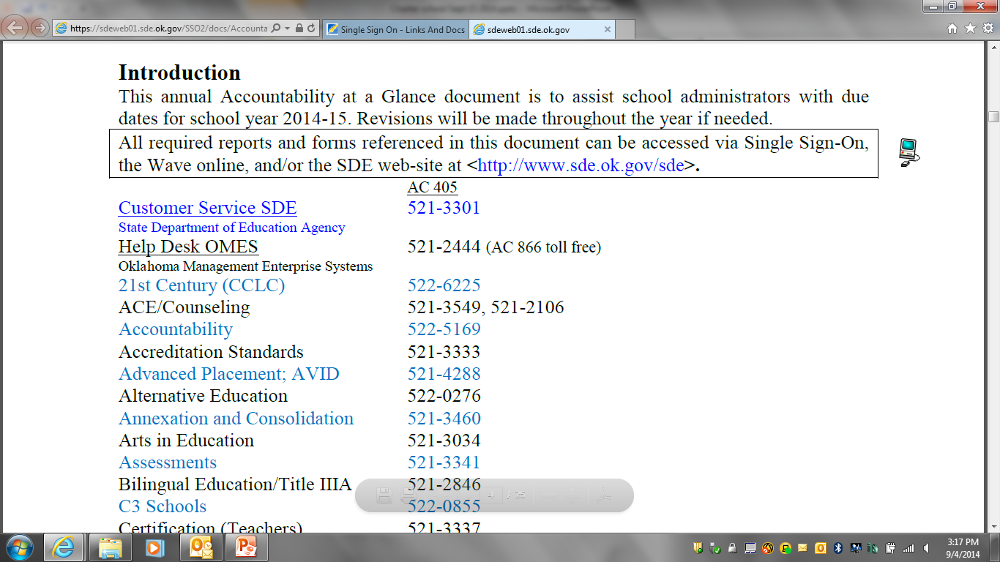 https://sdeweb01.sde.ok.gov/SSO2/docs/Accounta
Single Sign On - Links And Docs
sdeweb01.sde.ok.gov
Introduction
This annual Accountability at a Glance document is to assist school administrators with due
dates for school year 2014-15. Revisions will be made throughout the year if needed.
All required reports and forms referenced in this document can be accessed via Single Sign-On,
the Wave online, and/or the SDE web-site at <http://www.sde.ok.gov/sde>.
AC 405
Customer Service SDE 521-3301
State Department of Education Agency
Help Desk OMES 521-2444 (AC 866 toll free)
Oklahoma Management Enterprise Systems
21st Century (CCLC) 522-6225
ACE/Counseling 521-3549, 521-2106
Accountability 522-5169
Accreditation Standards 521-3333
Advanced Placement; AVID 521-4288
Alternative Education 522-0276
Annexation and Consolidation 521-3460
Arts in Education 521-3034
Assessments 521-3341
Bilingual Education/Title IIIA 521-2846
4 / 25
C3 Schools 522-0855
Certification (Teachers) 521-3337
3:17 PM
9/4/2014